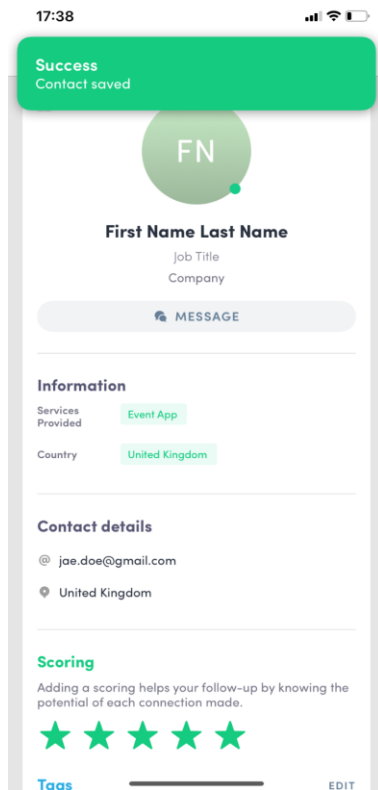 17:38
Success
Contact saved
FN
First Name Last Name
Job Title
Company
MESSAGE
Information
Services
Provided
Event App
Country
United Kingdom
Contact details
@ jae.doe@gmail.com
United Kingdom
Scoring
Adding a scoring helps your follow-up by knowing the
potential of each connection made.
Tags
EDIT